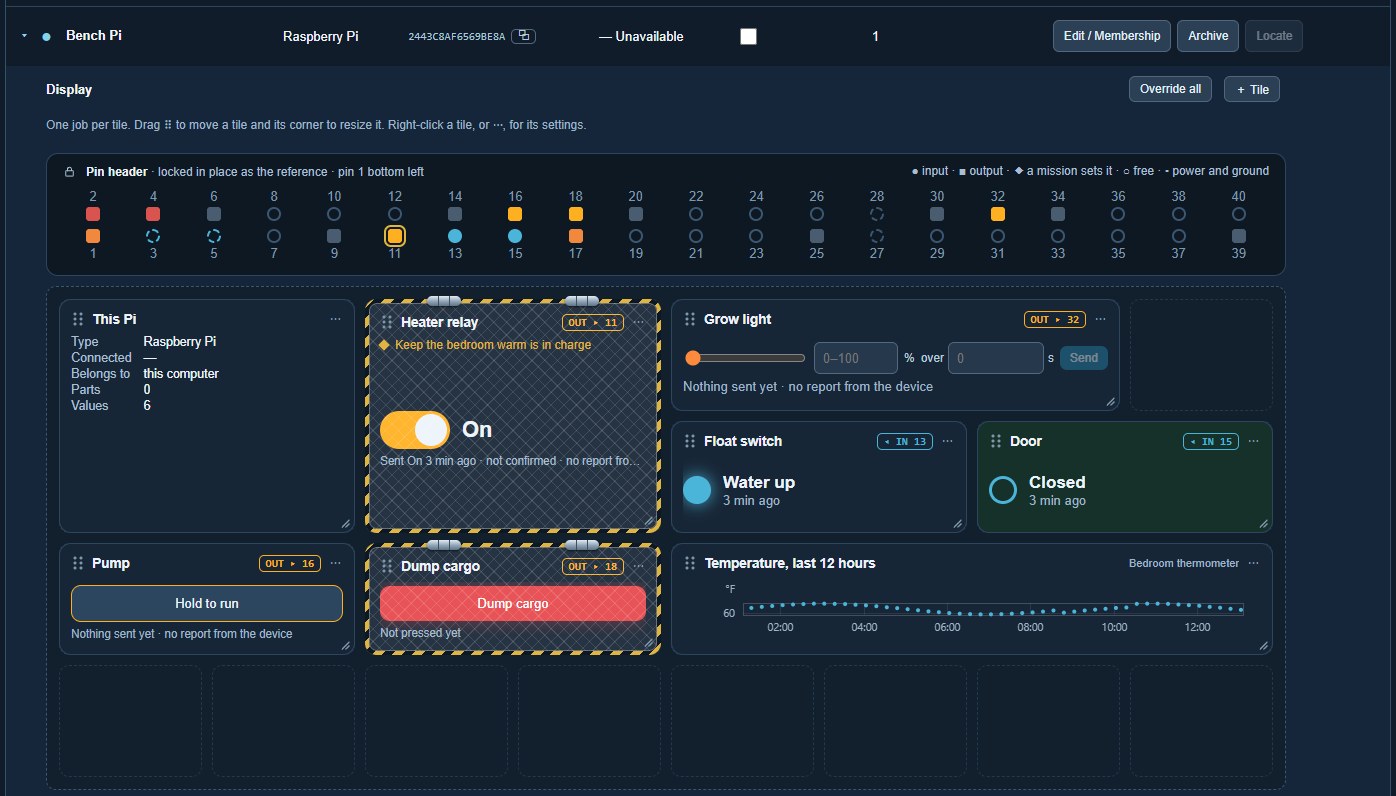 Bench Pi Raspberry Pi 2443C8AF6569BE8A — Unavailable 1 Edit / Membership Archive Locate
Display Override all + Tile
One job per tile. Drag ⠿ to move a tile and its corner to resize it. Right-click a tile, or ···, for its settings.
Pin header · locked in place as the reference · pin 1 bottom left ● input · ■ output · ◆ a mission sets it · ○ free · ▪ power and ground
2 4 6 8 10 12 14 16 18 20 22 24 26 28 30 32 34 36 38 40
1 3 5 7 9 11 13 15 17 19 21 23 25 27 29 31 33 35 37 39
This Pi ···
Type Raspberry Pi
Connected —
Belongs to this computer
Parts 0
Values 6
Heater relay OUT ▸ 11 ···
◆ Keep the bedroom warm is in charge
On
Sent On 3 min ago · not confirmed · no report fro…
Grow light OUT ▸ 32 ···
0–100 % over 0 s Send
Nothing sent yet · no report from the device
Float switch ◂ IN 13 ···
Water up
3 min ago
Door ◂ IN 15 ···
Closed
3 min ago
Pump OUT ▸ 16 ···
Hold to run
Nothing sent yet · no report from the device
Dump cargo OUT ▸ 18 ···
Dump cargo
Not pressed yet
Temperature, last 12 hours Bedroom thermometer ···
°F
60
02:00 04:00 06:00 08:00 10:00 12:00